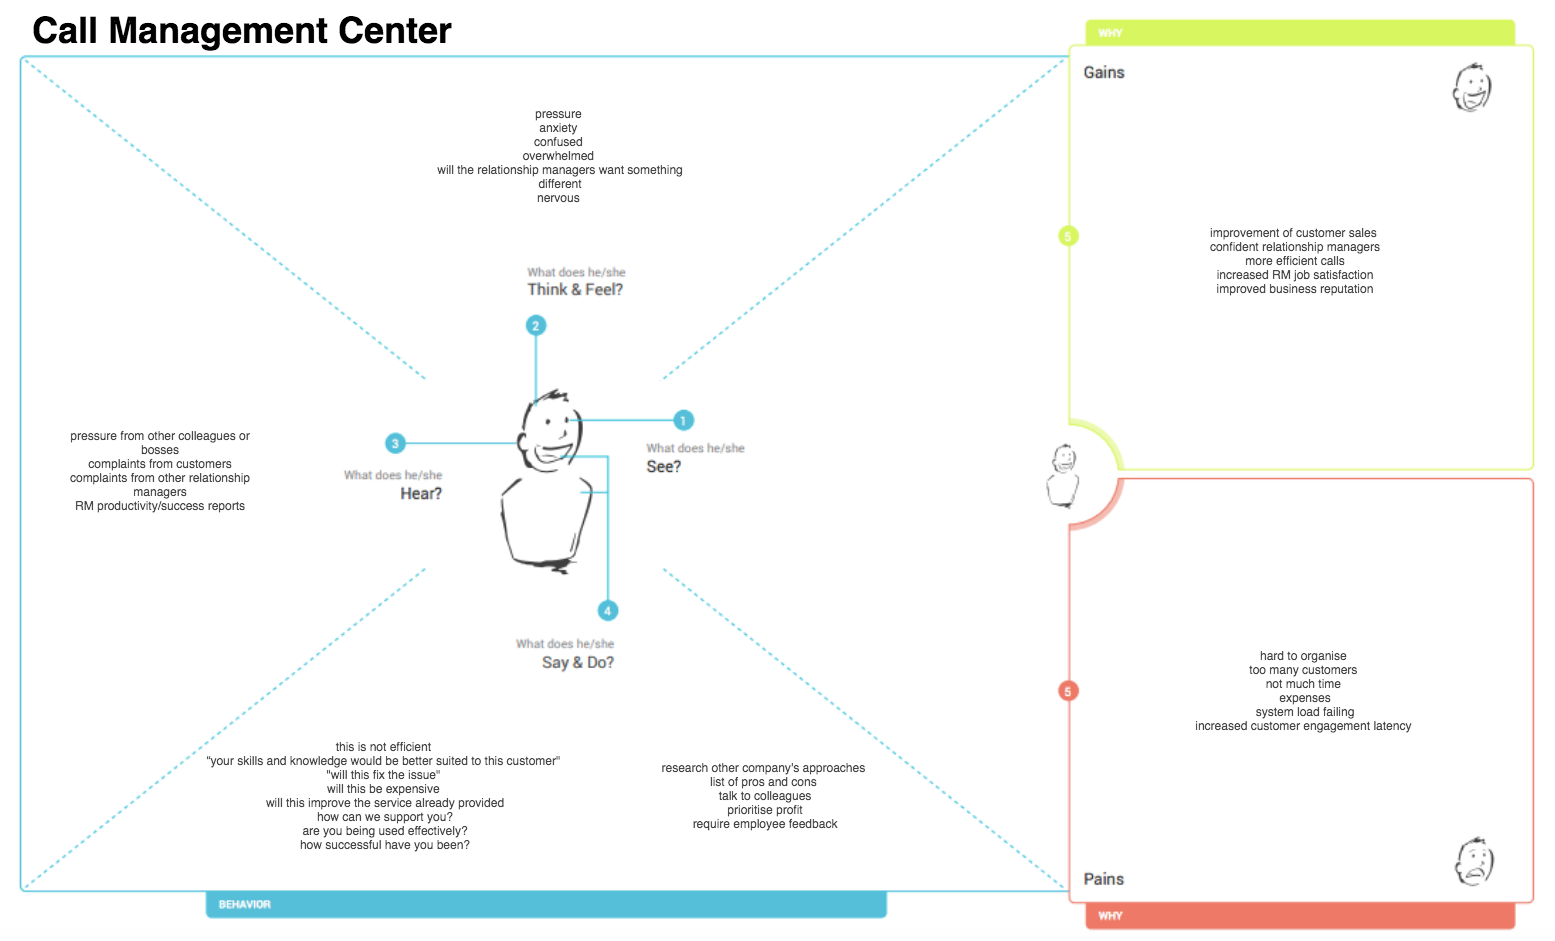 Call Management Center
pressure
anxiety
confused
overwhelmed
will the relationship managers want something
different
nervous
What does he/she
Think & Feel?
2
1
What does he/she
See?
3
What does he/she
Hear?
pressure from other colleagues or
bosses
complaints from customers
complaints from other relationship
managers
RM productivity/success reports
4
What does he/she
Say & Do?
this is not efficient
"your skills and knowledge would be better suited to this customer"
"will this fix the issue"
will this be expensive
will this improve the service already provided
how can we support you?
are you being used effectively?
how successful have you been?
research other company's approaches
list of pros and cons
talk to colleagues
prioritise profit
require employee feedback
BEHAVIOR
WHY
Gains
5
improvement of customer sales
confident relationship managers
more efficient calls
increased RM job satisfaction
improved business reputation
hard to organise
too many customers
not much time
expenses
system load failing
increased customer engagement latency
5
Pains
WHY